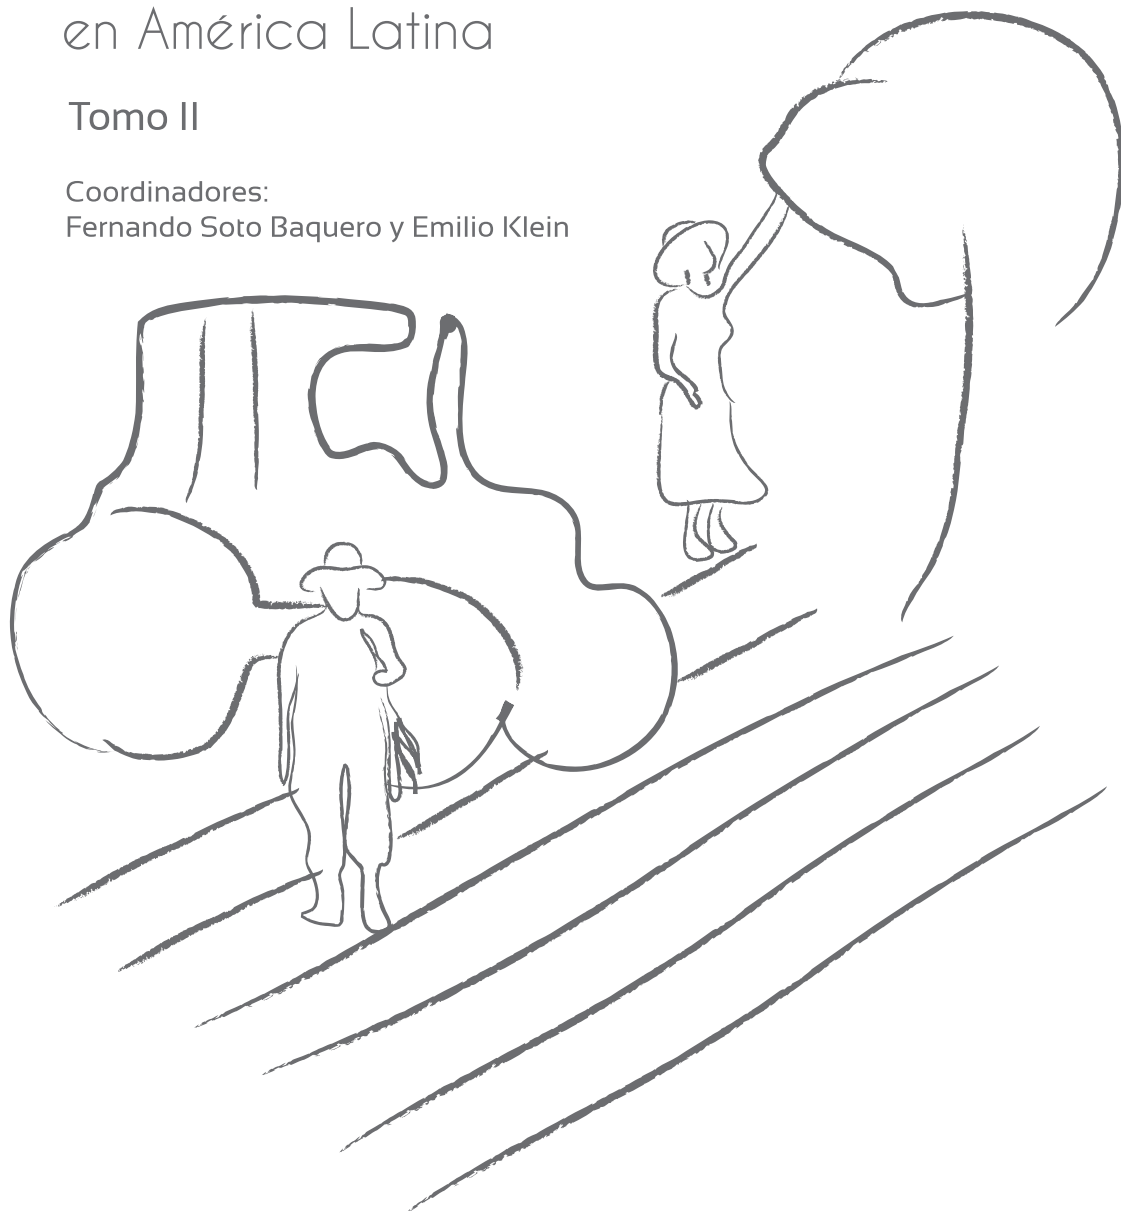 en América Latina
Tomo II
Coordinadores:
Fernando Soto Baquero y Emilio Klein